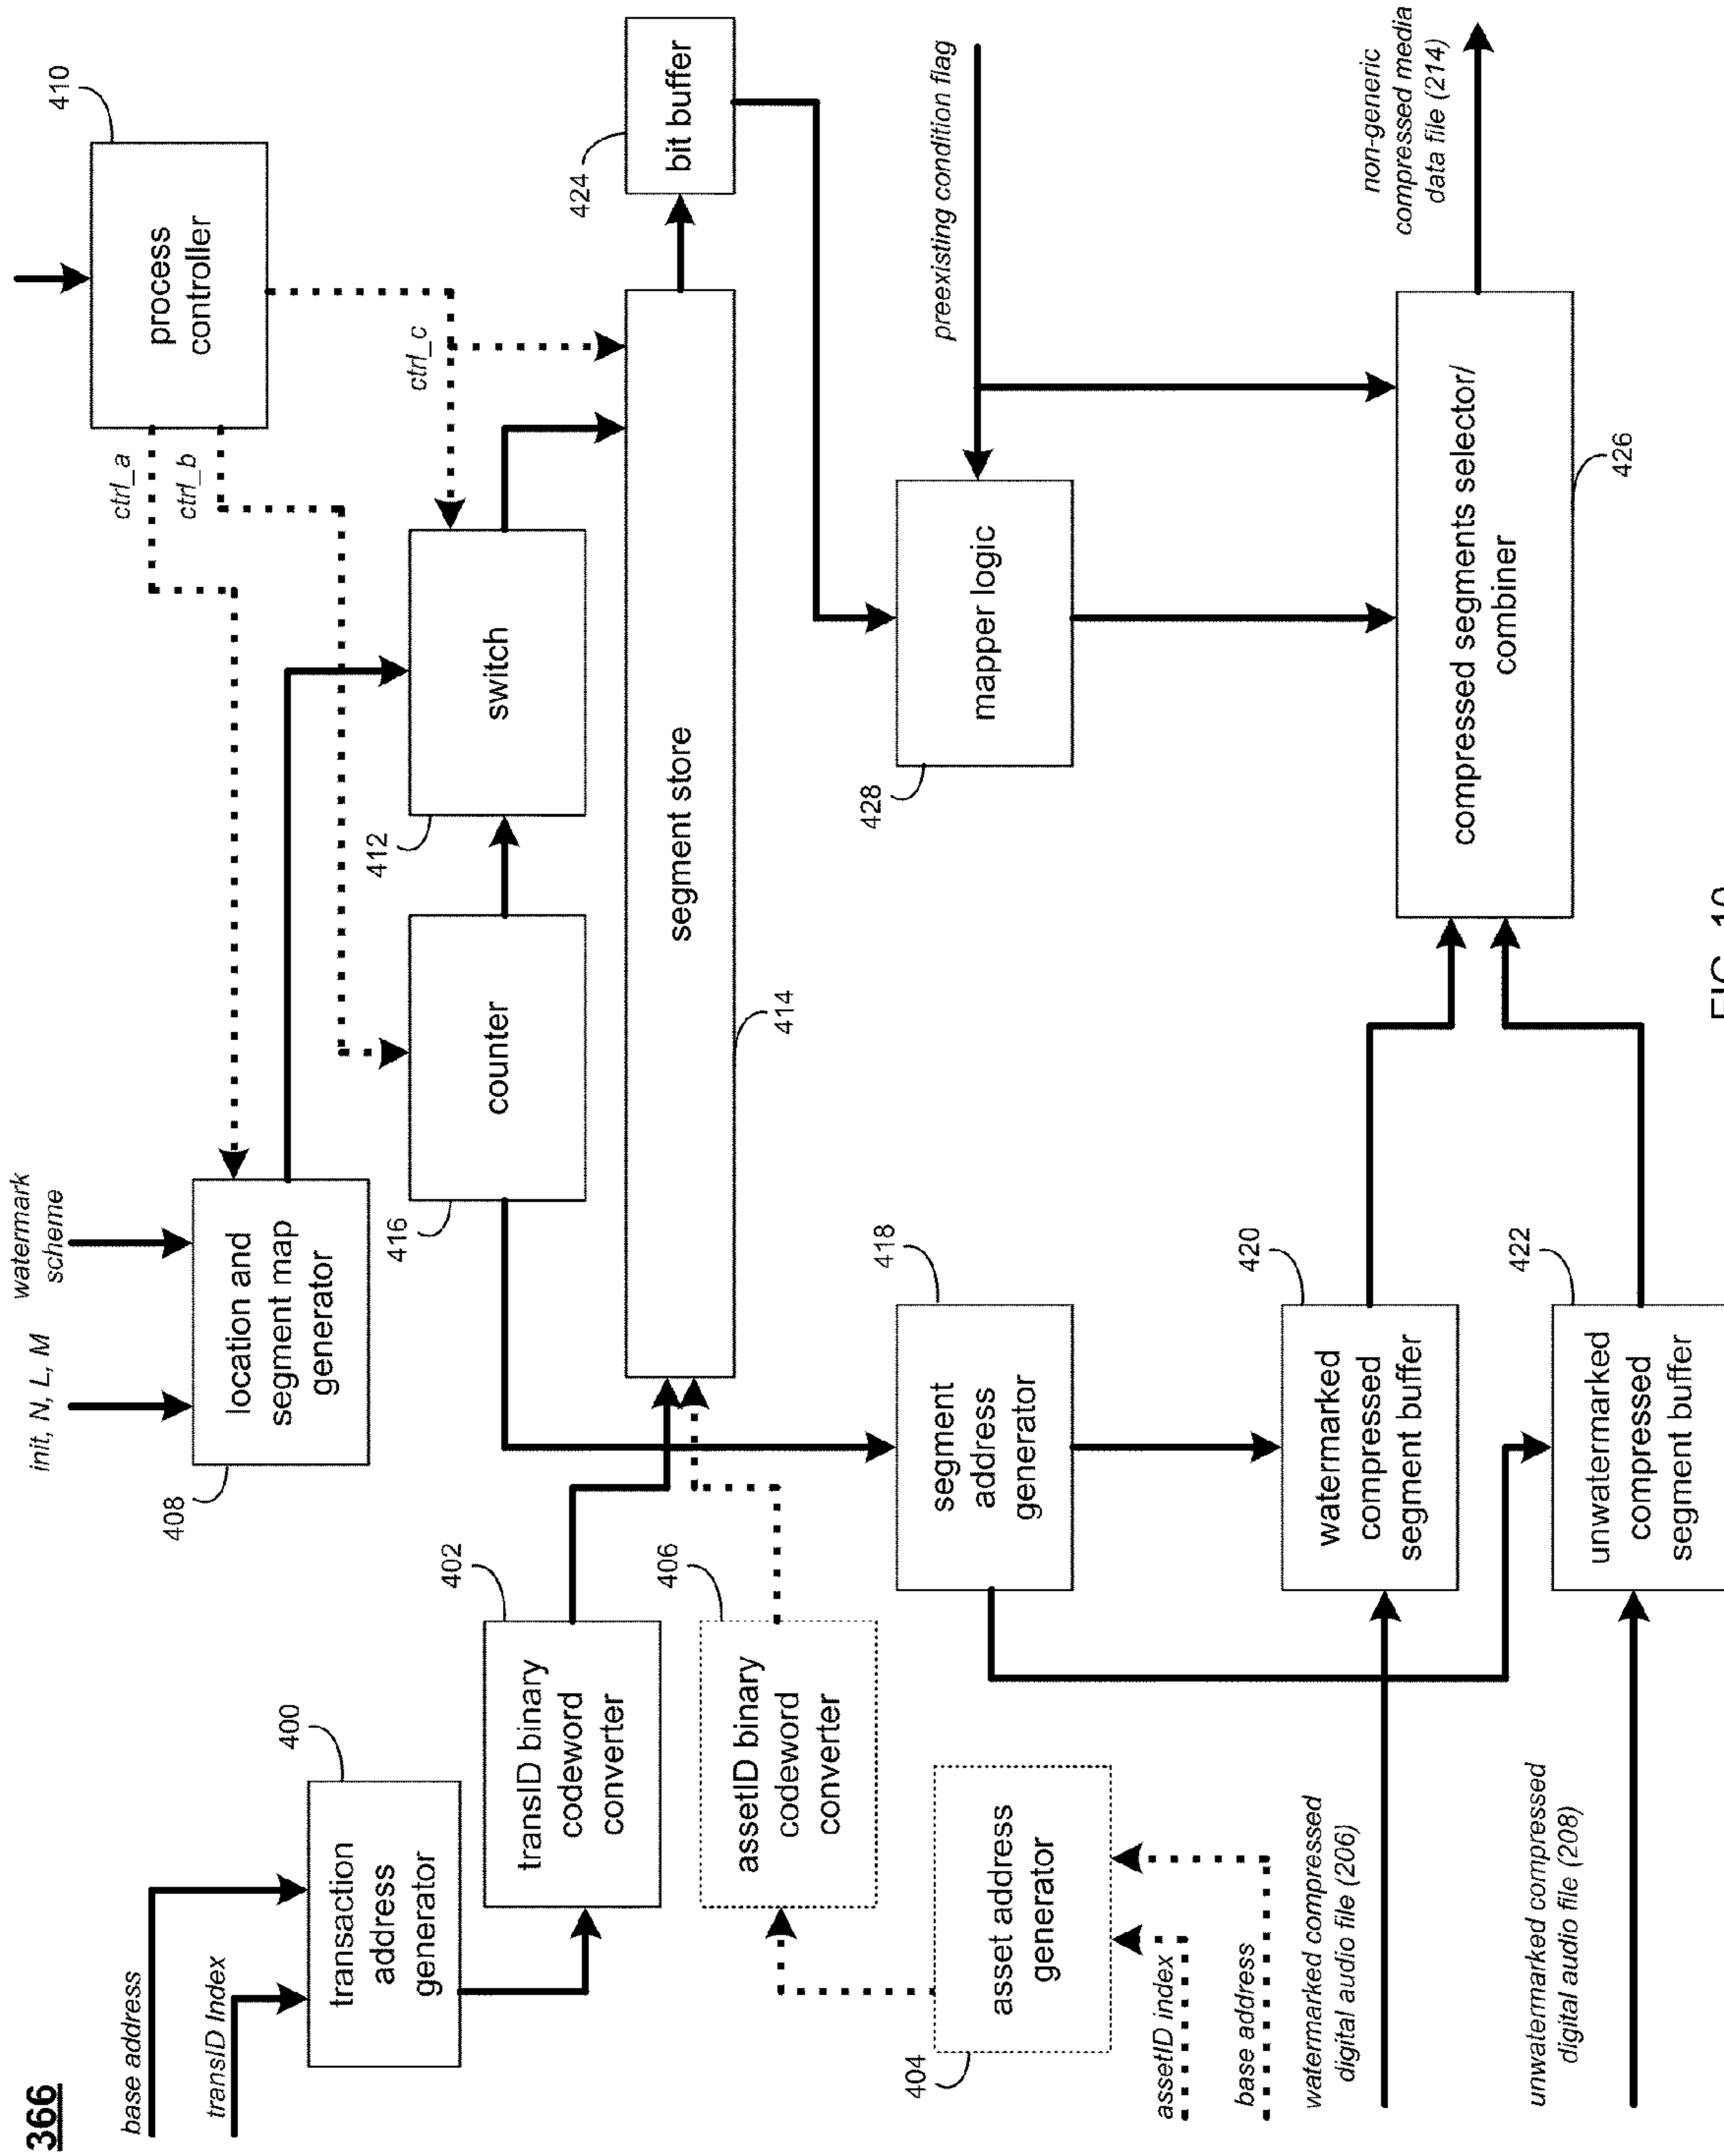 366
base address
transID Index
400
transaction
address
generator
402
transID binary
codeword
converter
406
assetID binary
codeword
converter
404
asset address
generator
assetID index
base address
watermarked compressed
digital audio file (206)
unwatermarked compressed
digital audio file (208)
init, N, L, M
watermark
scheme
408
location and
segment map
generator
410
process
controller
ctrl_a
ctrl_b
ctrl_c
416
counter
412
switch
414
segment store
424
bit buffer
418
segment
address
generator
420
watermarked
compressed
segment buffer
422
unwatermarked
compressed
segment buffer
428
mapper logic
preexisting condition flag
compressed segments selector/
combiner
426
non-generic
compressed media
data file (214)